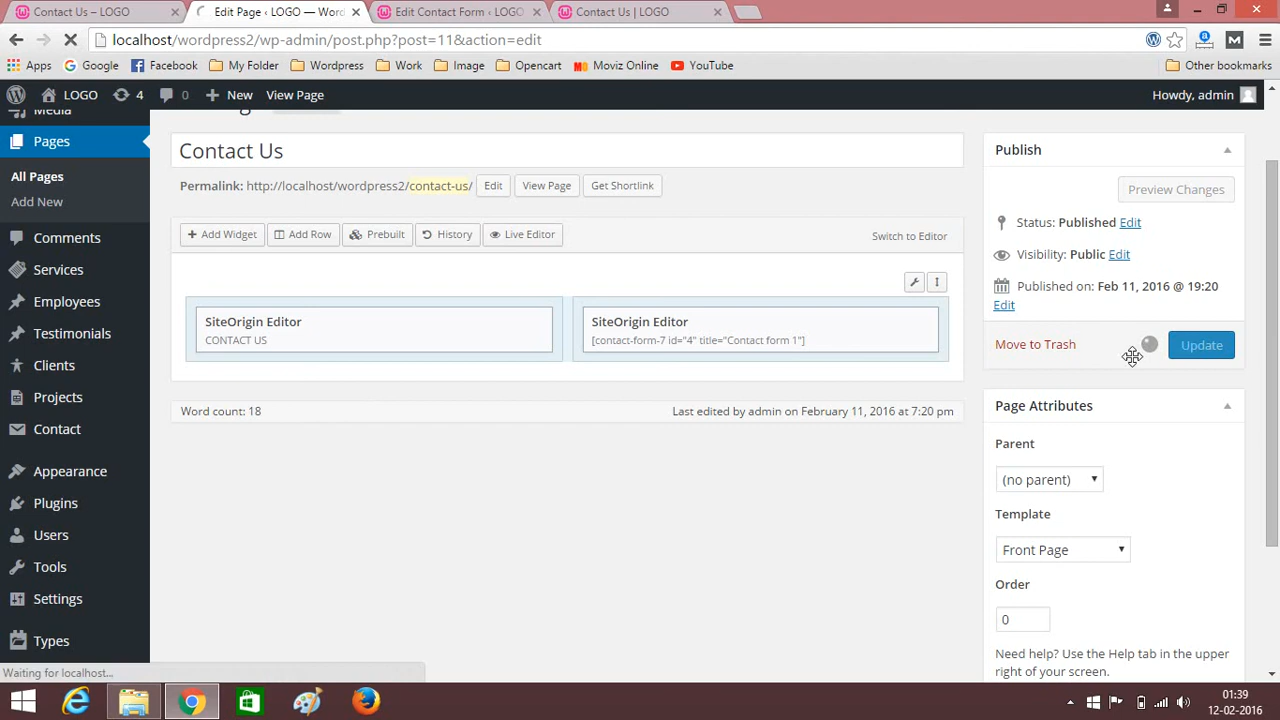 Contact Us – LOGO
Edit Page ‹ LOGO — Word
Edit Contact Form ‹ LOGO
Contact Us | LOGO
localhost/wordpress2/wp-admin/post.php?post=11&action=edit
Apps
Google
Facebook
My Folder
Wordpress
Work
Image
Opencart
Moviz Online
YouTube
Other bookmarks
LOGO
4
0
New
View Page
Howdy, admin
Media
Pages
All Pages
Add New
Comments
Services
Employees
Testimonials
Clients
Projects
Contact
Appearance
Plugins
Users
Tools
Settings
Types
Contact Us
Permalink: http://localhost/wordpress2/contact-us/
Edit
View Page
Get Shortlink
Add Widget
Add Row
Prebuilt
History
Live Editor
Switch to Editor
SiteOrigin Editor
CONTACT US
SiteOrigin Editor
[contact-form-7 id="4" title="Contact form 1"]
Word count: 18
Last edited by admin on February 11, 2016 at 7:20 pm
Publish
Preview Changes
Status: Published Edit
Visibility: Public Edit
Published on: Feb 11, 2016 @ 19:20
Edit
Move to Trash
Update
Page Attributes
Parent
(no parent)
Template
Front Page
Order
0
Need help? Use the Help tab in the upper
right of your screen.
Waiting for localhost...
01:39
12-02-2016